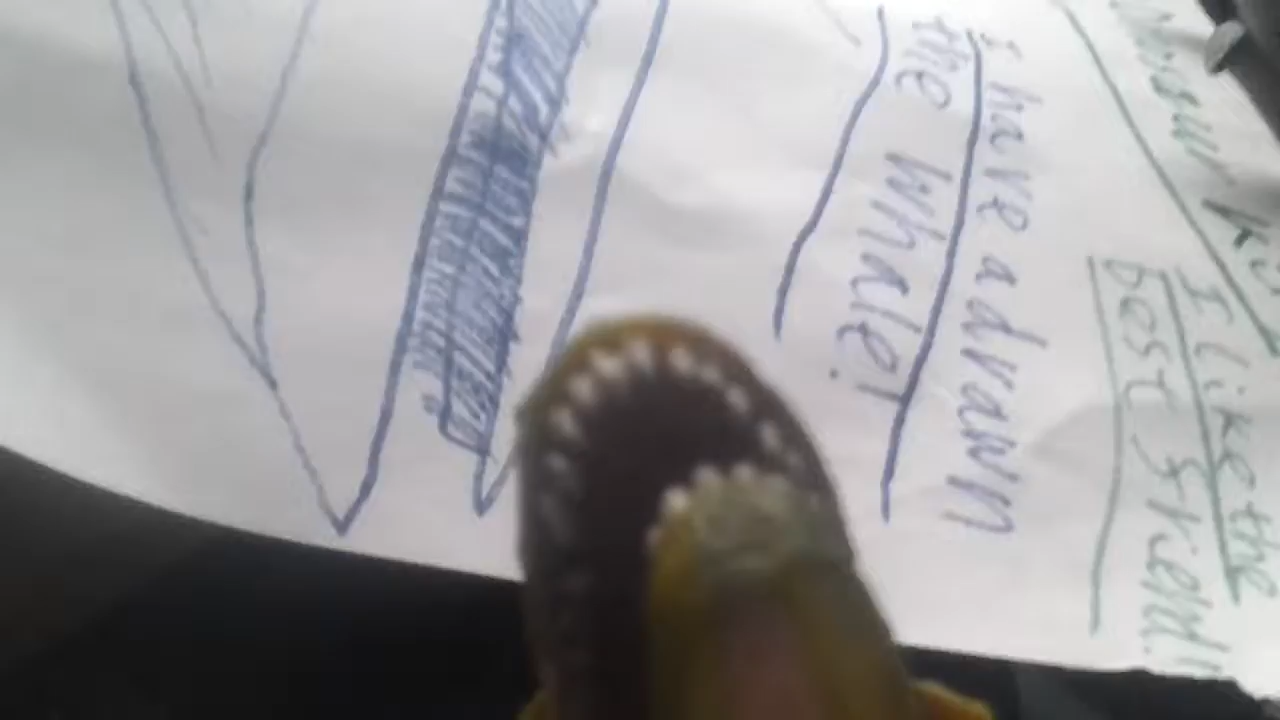 I have a drawn
the whale!
I like the
best friend!